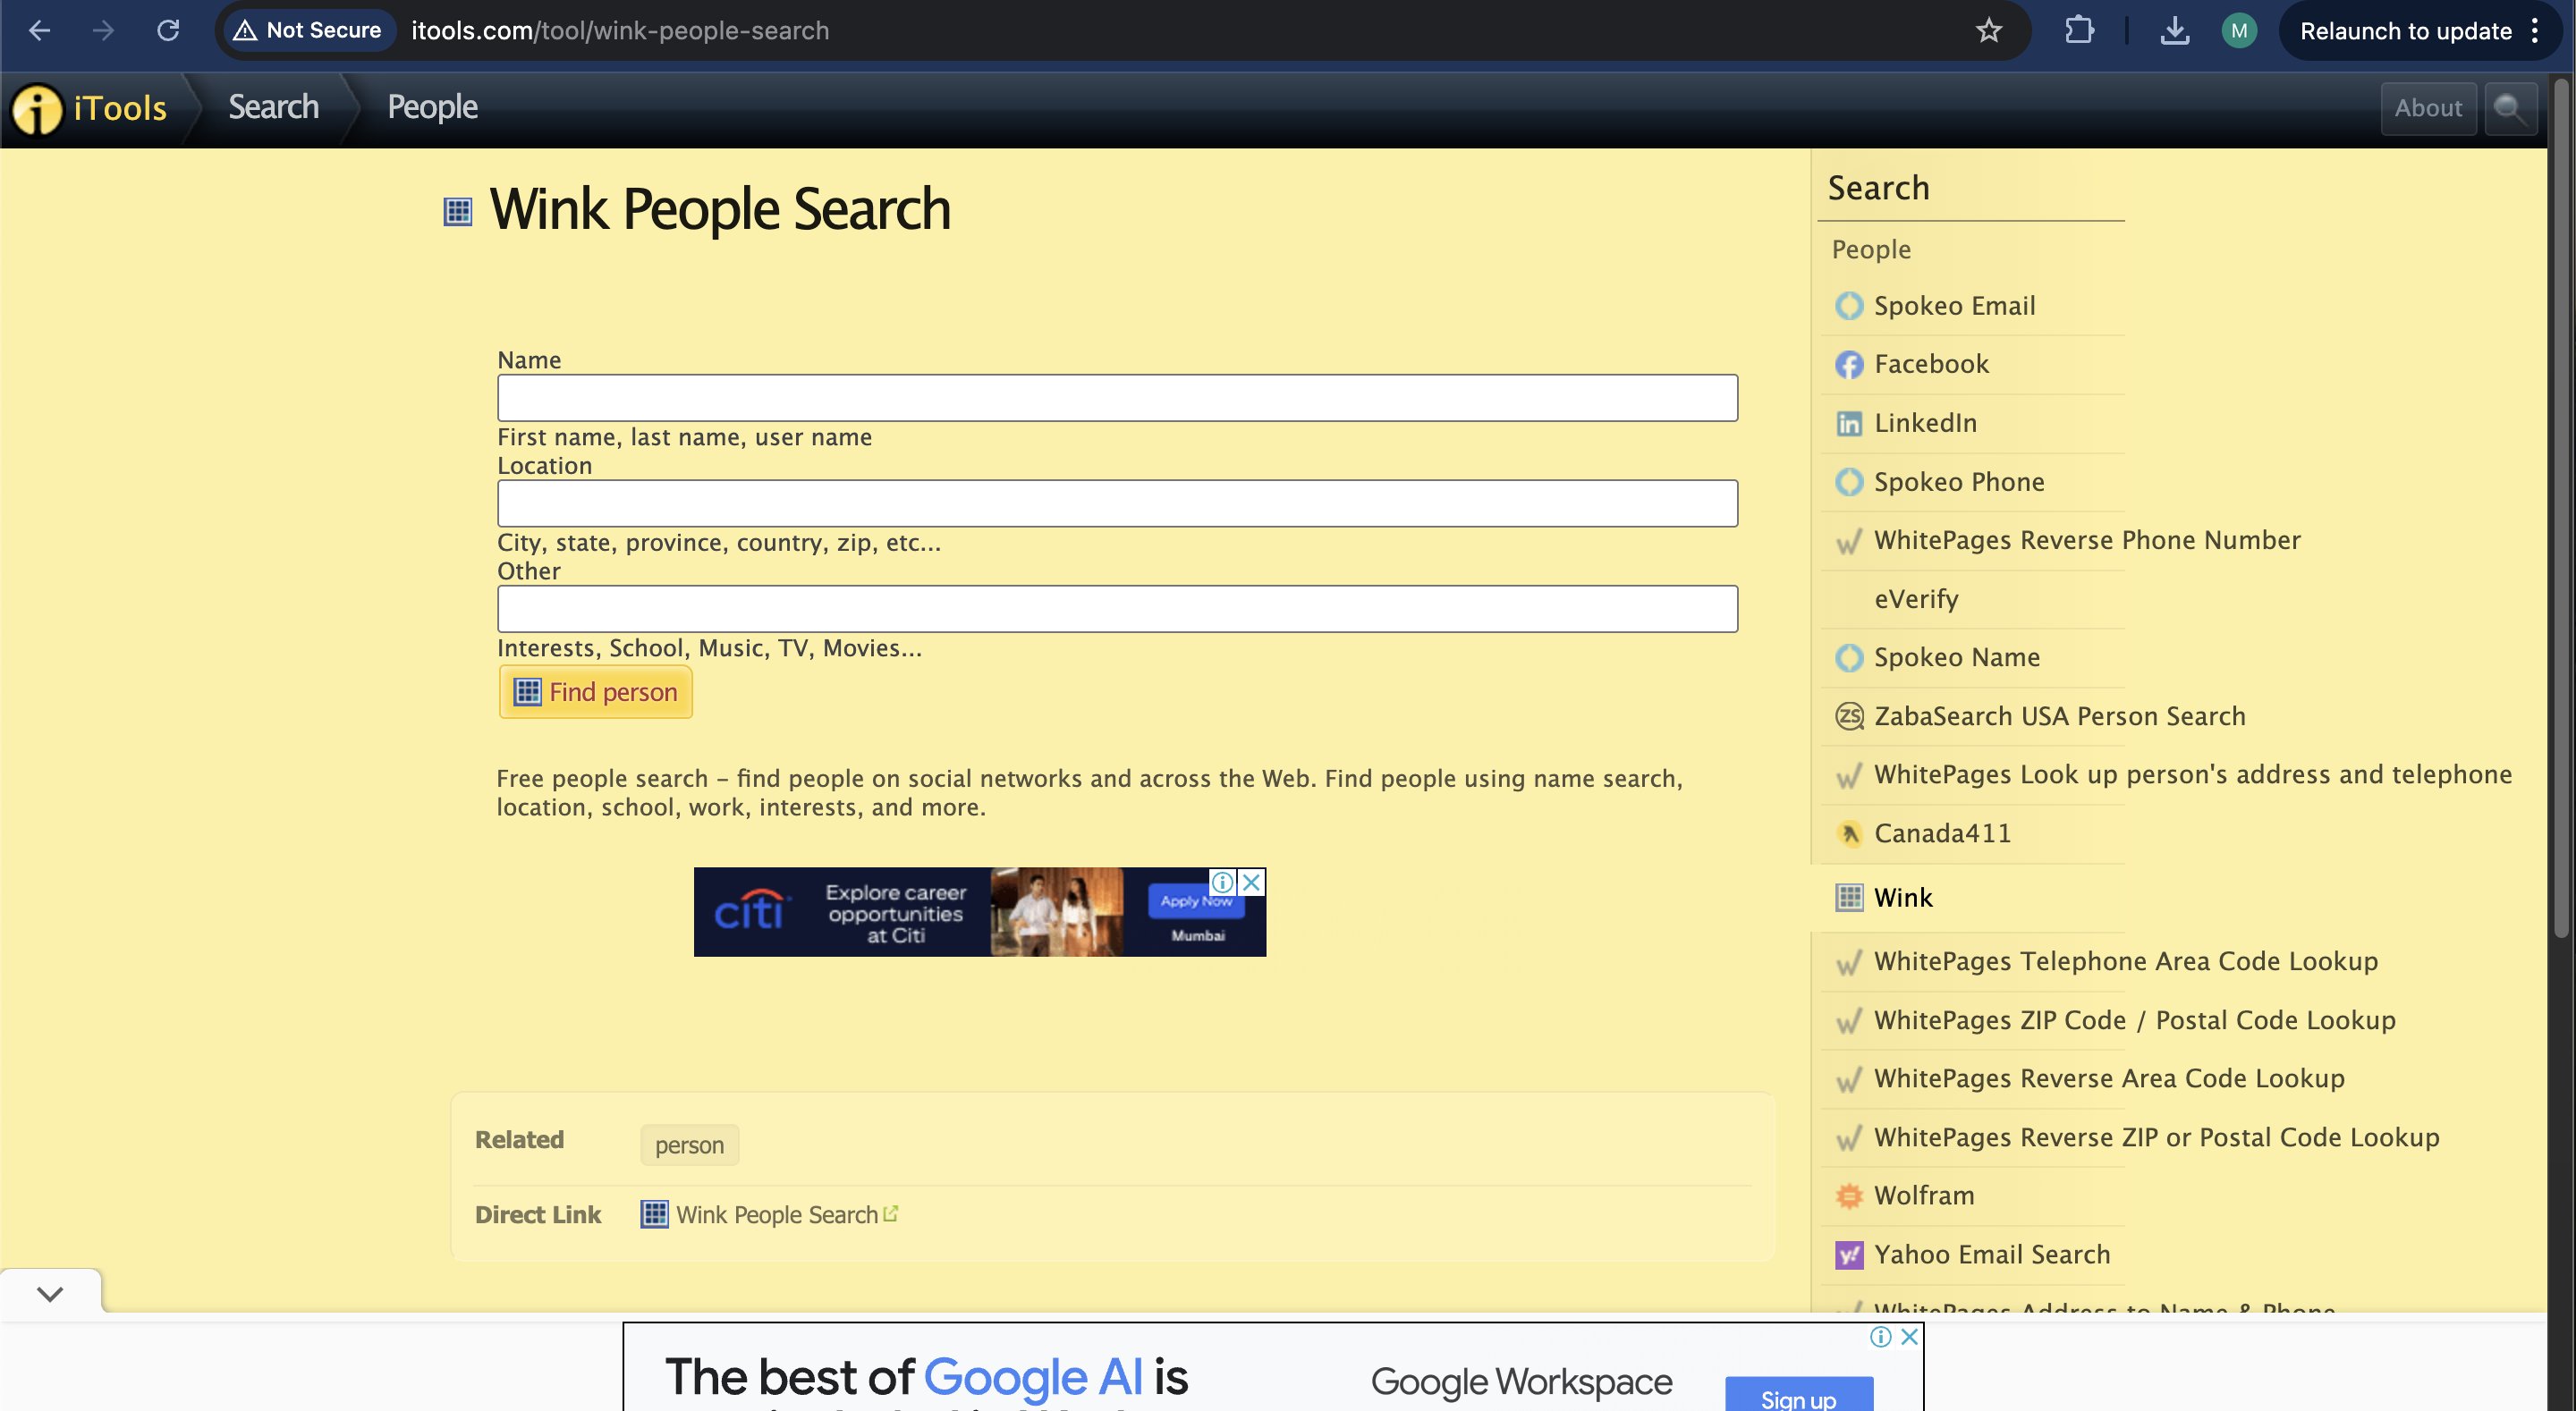 Not Secure
itools.com/tool/wink-people-search
M
Relaunch to update
iTools
Search
People
About
Wink People Search
Name
First name, last name, user name
Location
City, state, province, country, zip, etc...
Other
Interests, School, Music, TV, Movies...
Find person
Free people search – find people on social networks and across the Web. Find people using name search,
location, school, work, interests, and more.
citi
Explore career
opportunities
at Citi
Apply Now
Mumbai
Related
person
Direct Link
Wink People Search
Search
People
Spokeo Email
Facebook
LinkedIn
Spokeo Phone
WhitePages Reverse Phone Number
eVerify
Spokeo Name
ZabaSearch USA Person Search
WhitePages Look up person's address and telephone
Canada411
Wink
WhitePages Telephone Area Code Lookup
WhitePages ZIP Code / Postal Code Lookup
WhitePages Reverse Area Code Lookup
WhitePages Reverse ZIP or Postal Code Lookup
Wolfram
Yahoo Email Search
WhitePages Address to Name & Phone
The best of Google AI is
Google Workspace
Sign up